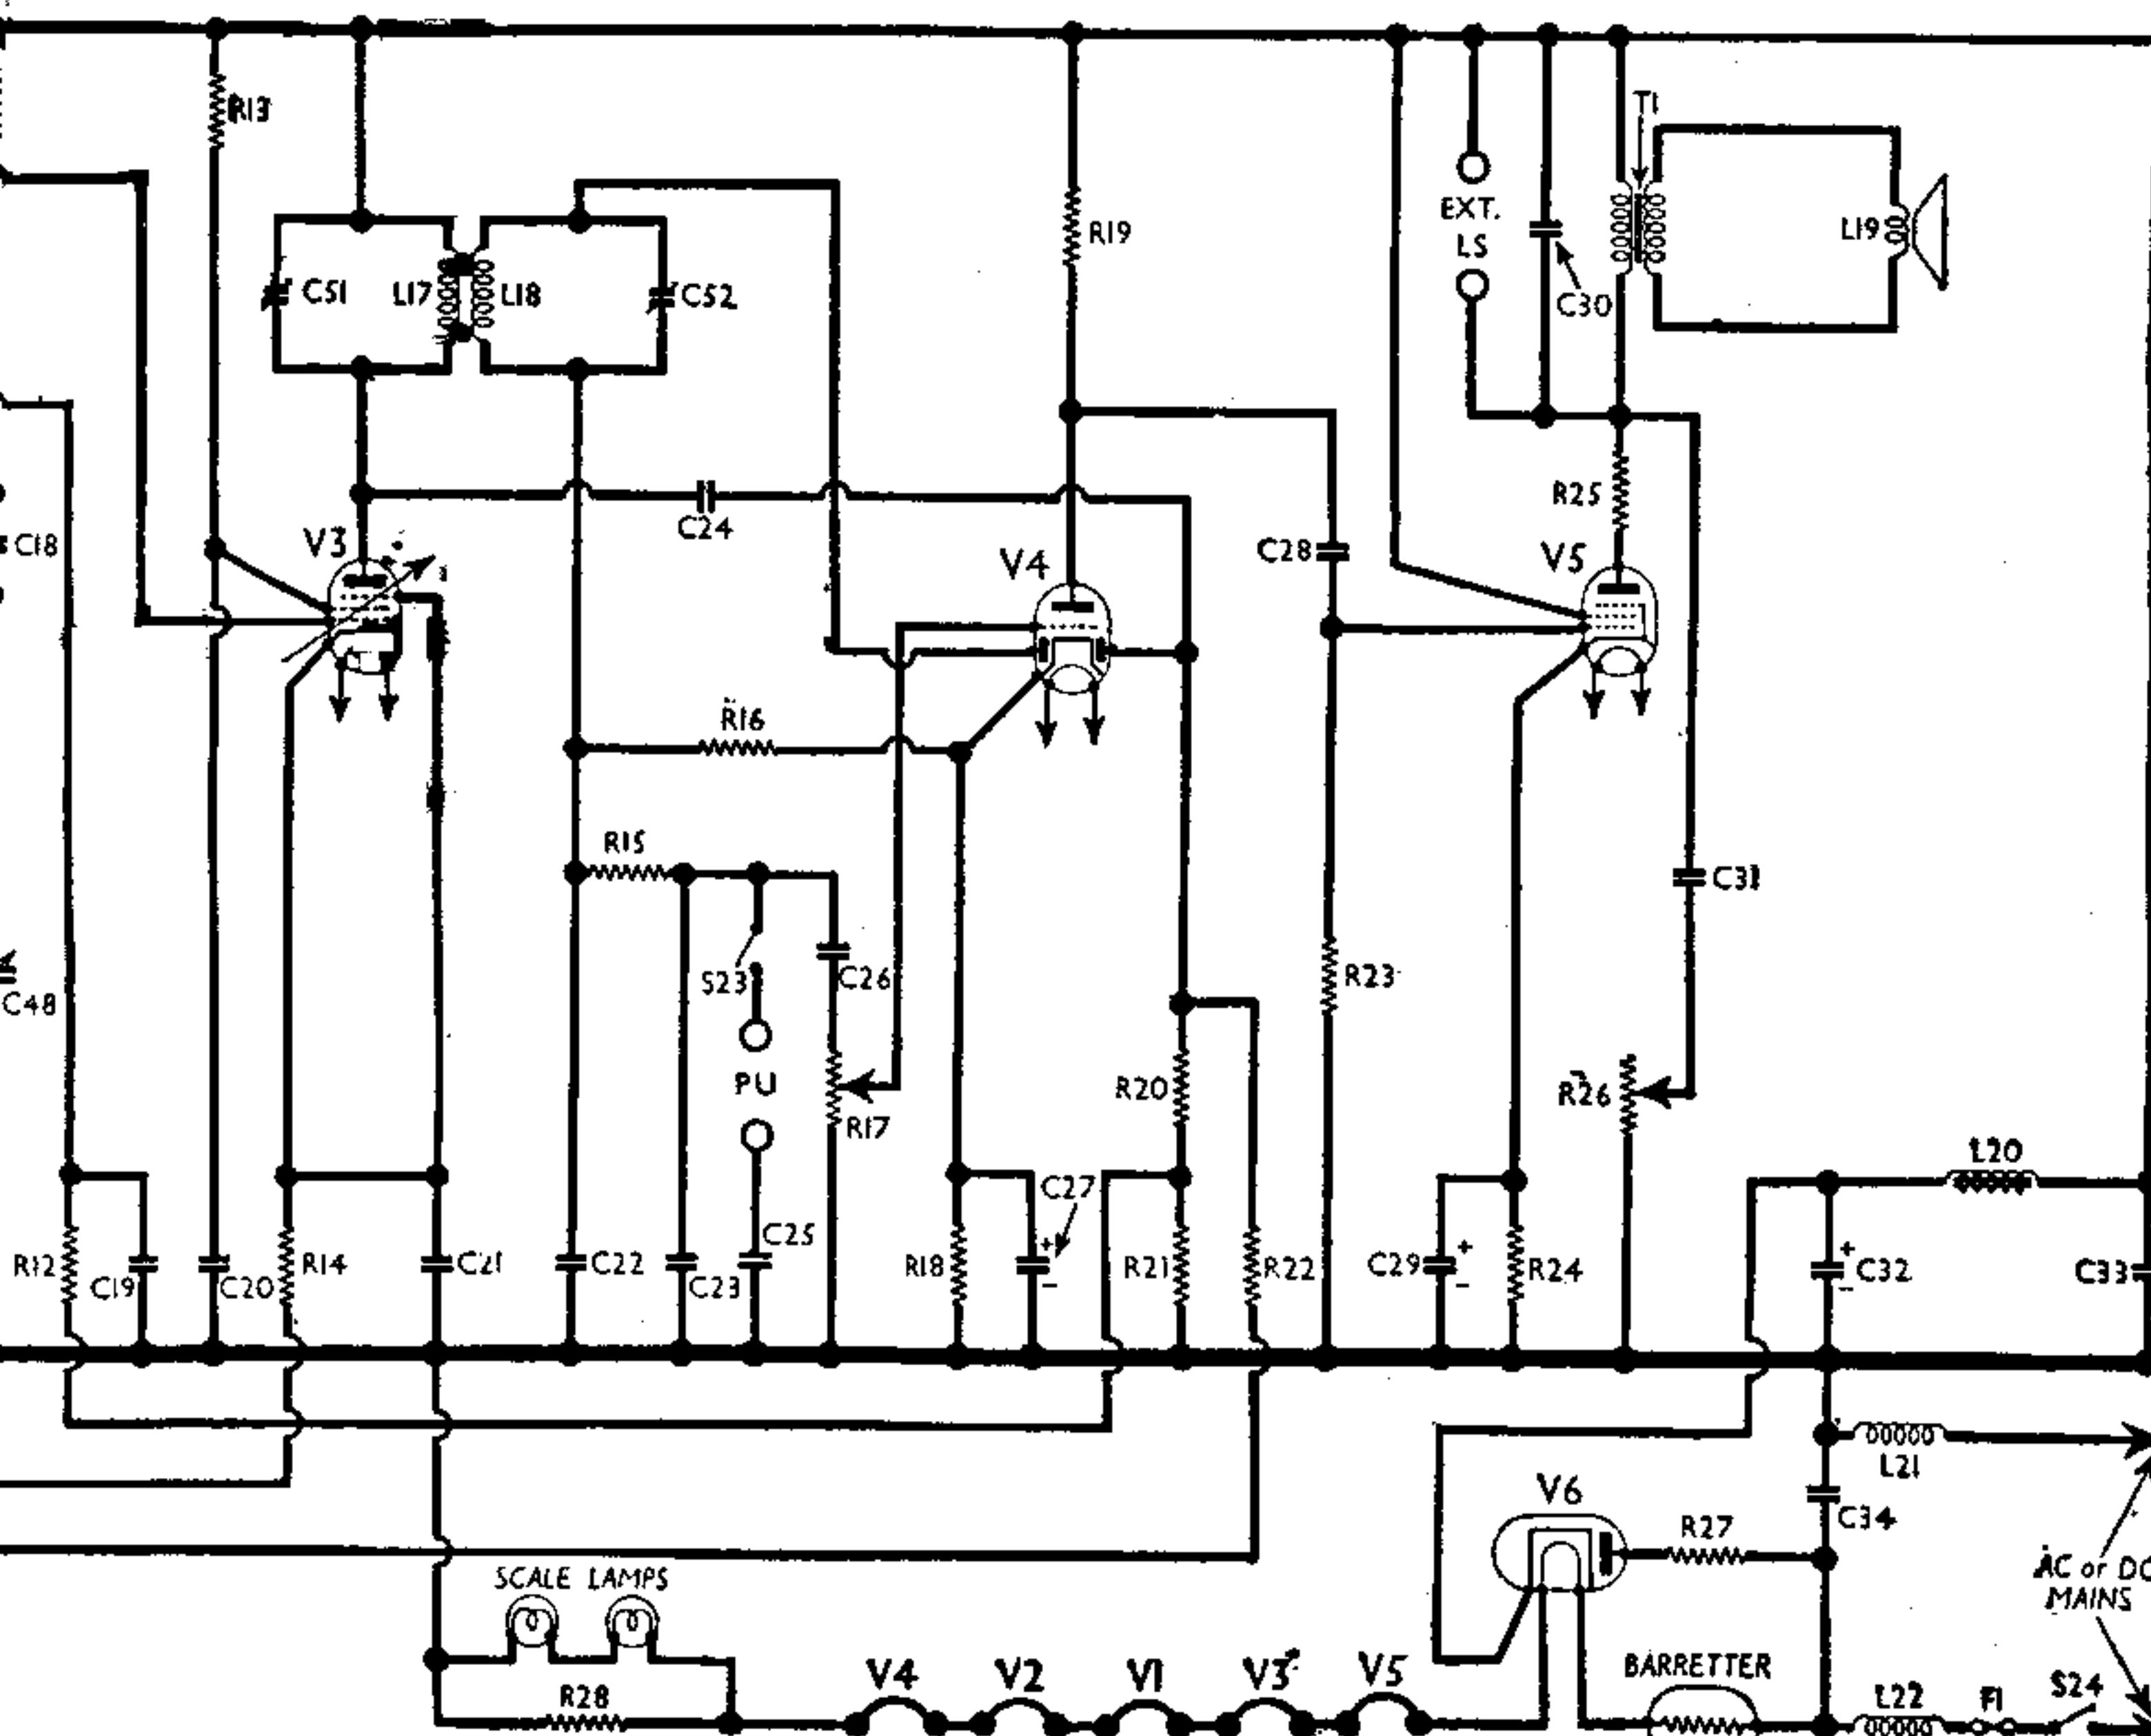 T1
R13
EXT.
LS
R19
L19
C51
L17
L18
C52
C30
R25
C24
C18
V3
V4
C28
V5
R16
R15
C31
S23
C26
R23
C48
PU
R20
R26
R17
L20
C27
C25
R12
C19
C20
R14
C21
C22
C23
R18
R21
R22
C29
R24
C32
C33
L21
V6
C34
R27
SCALE LAMPS
AC or DC
MAINS
BARRETTER
V4
V2
V1
V3
V5
R28
L22
F1
S24